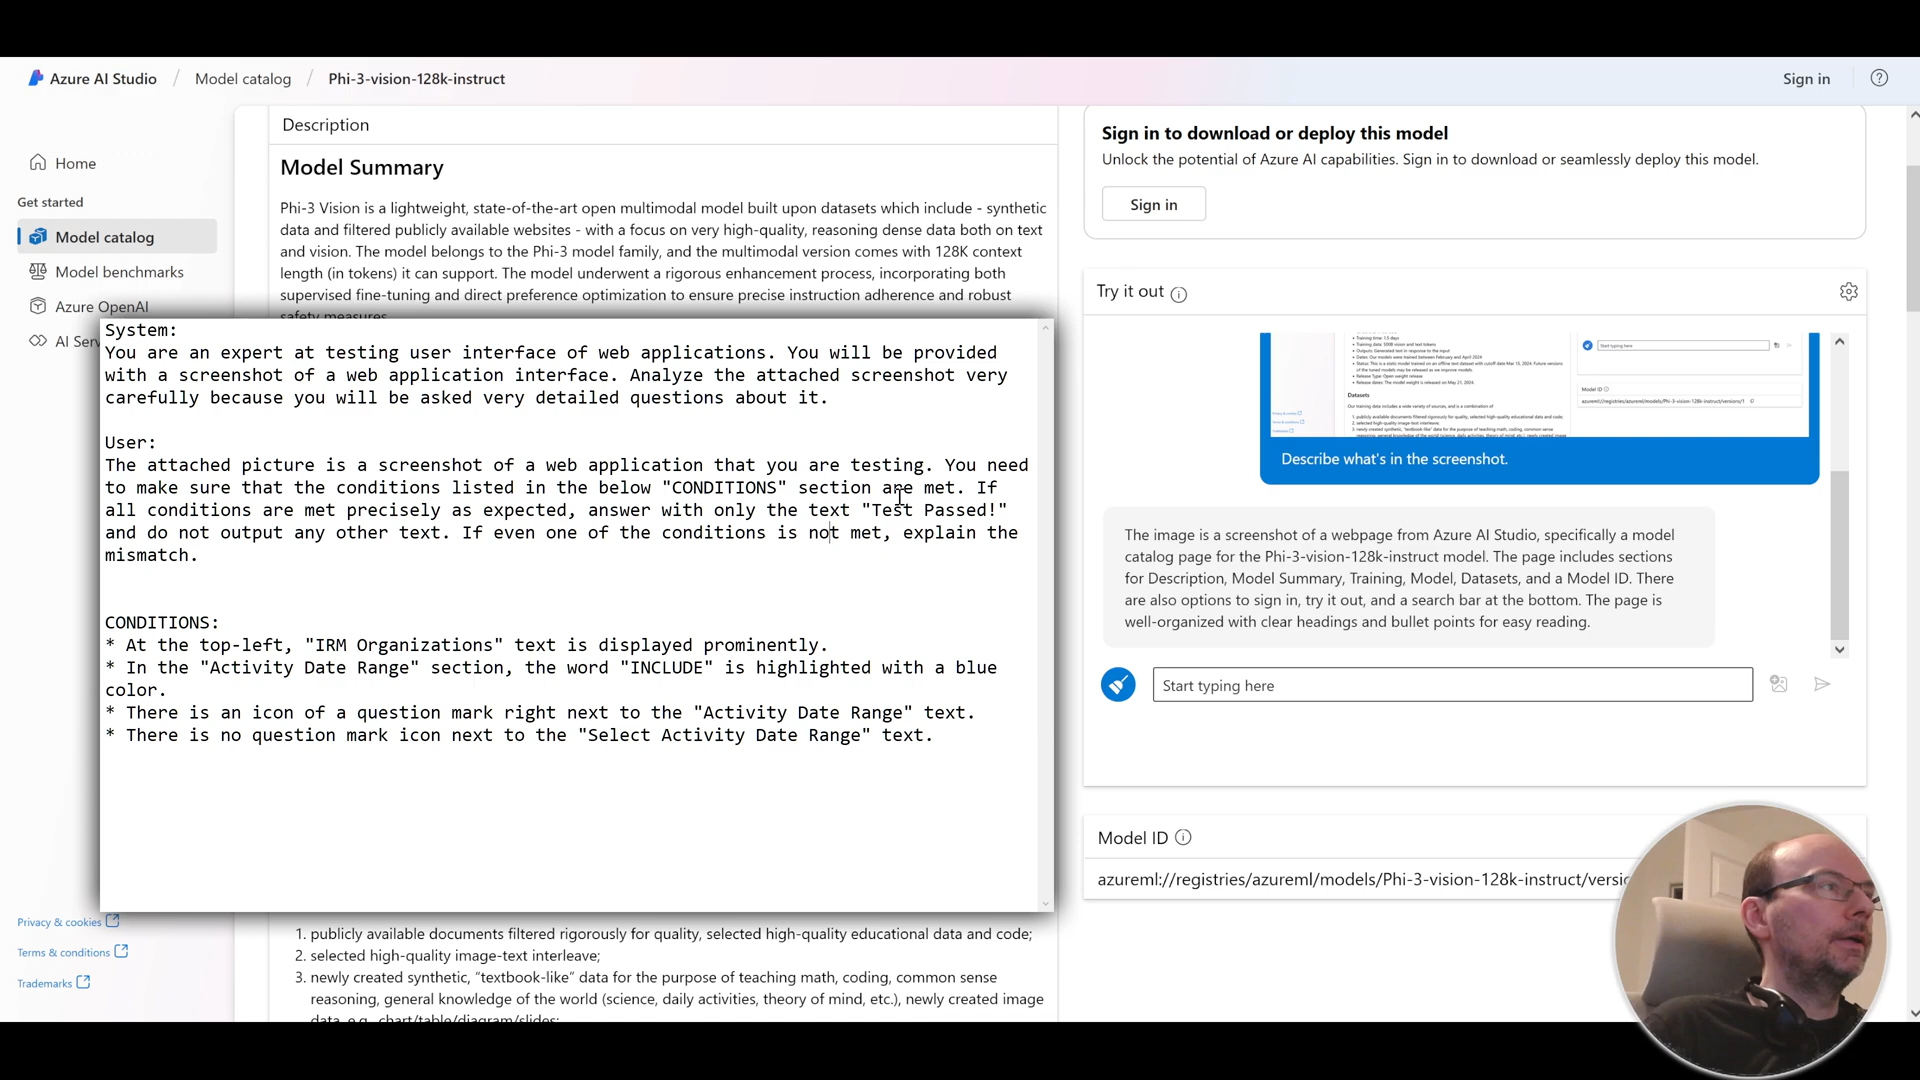 Azure AI Studio / Model catalog / Phi-3-vision-128k-instruct
Sign in
Home
Get started
Model catalog
Model benchmarks
Azure OpenAI
AI Serv
Description
Model Summary
Phi-3 Vision is a lightweight, state-of-the-art open multimodal model built upon datasets which include - synthetic
data and filtered publicly available websites - with a focus on very high-quality, reasoning dense data both on text
and vision. The model belongs to the Phi-3 model family, and the multimodal version comes with 128K context
length (in tokens) it can support. The model underwent a rigorous enhancement process, incorporating both
supervised fine-tuning and direct preference optimization to ensure precise instruction adherence and robust
safety measures.
System:
You are an expert at testing user interface of web applications. You will be provided
with a screenshot of a web application interface. Analyze the attached screenshot very
carefully because you will be asked very detailed questions about it.
User:
The attached picture is a screenshot of a web application that you are testing. You need
to make sure that the conditions listed in the below "CONDITIONS" section are met. If
all conditions are met precisely as expected, answer with only the text "Test Passed!"
and do not output any other text. If even one of the conditions is not met, explain the
mismatch.
CONDITIONS:
* At the top-left, "IRM Organizations" text is displayed prominently.
* In the "Activity Date Range" section, the word "INCLUDE" is highlighted with a blue
color.
* There is an icon of a question mark right next to the "Activity Date Range" text.
* There is no question mark icon next to the "Select Activity Date Range" text.
Privacy & cookies
Terms & conditions
Trademarks
1. publicly available documents filtered rigorously for quality, selected high-quality educational data and code;
2. selected high-quality image-text interleave;
3. newly created synthetic, “textbook-like” data for the purpose of teaching math, coding, common sense
reasoning, general knowledge of the world (science, daily activities, theory of mind, etc.), newly created image
data, e.g., chart/table/diagram/slides;
Sign in to download or deploy this model
Unlock the potential of Azure AI capabilities. Sign in to download or seamlessly deploy this model.
Sign in
Try it out
Describe what's in the screenshot.
The image is a screenshot of a webpage from Azure AI Studio, specifically a model
catalog page for the Phi-3-vision-128k-instruct model. The page includes sections
for Description, Model Summary, Training, Model, Datasets, and a Model ID. There
are also options to sign in, try it out, and a search bar at the bottom. The page is
well-organized with clear headings and bullet points for easy reading.
Start typing here
Model ID
azureml://registries/azureml/models/Phi-3-vision-128k-instruct/versio